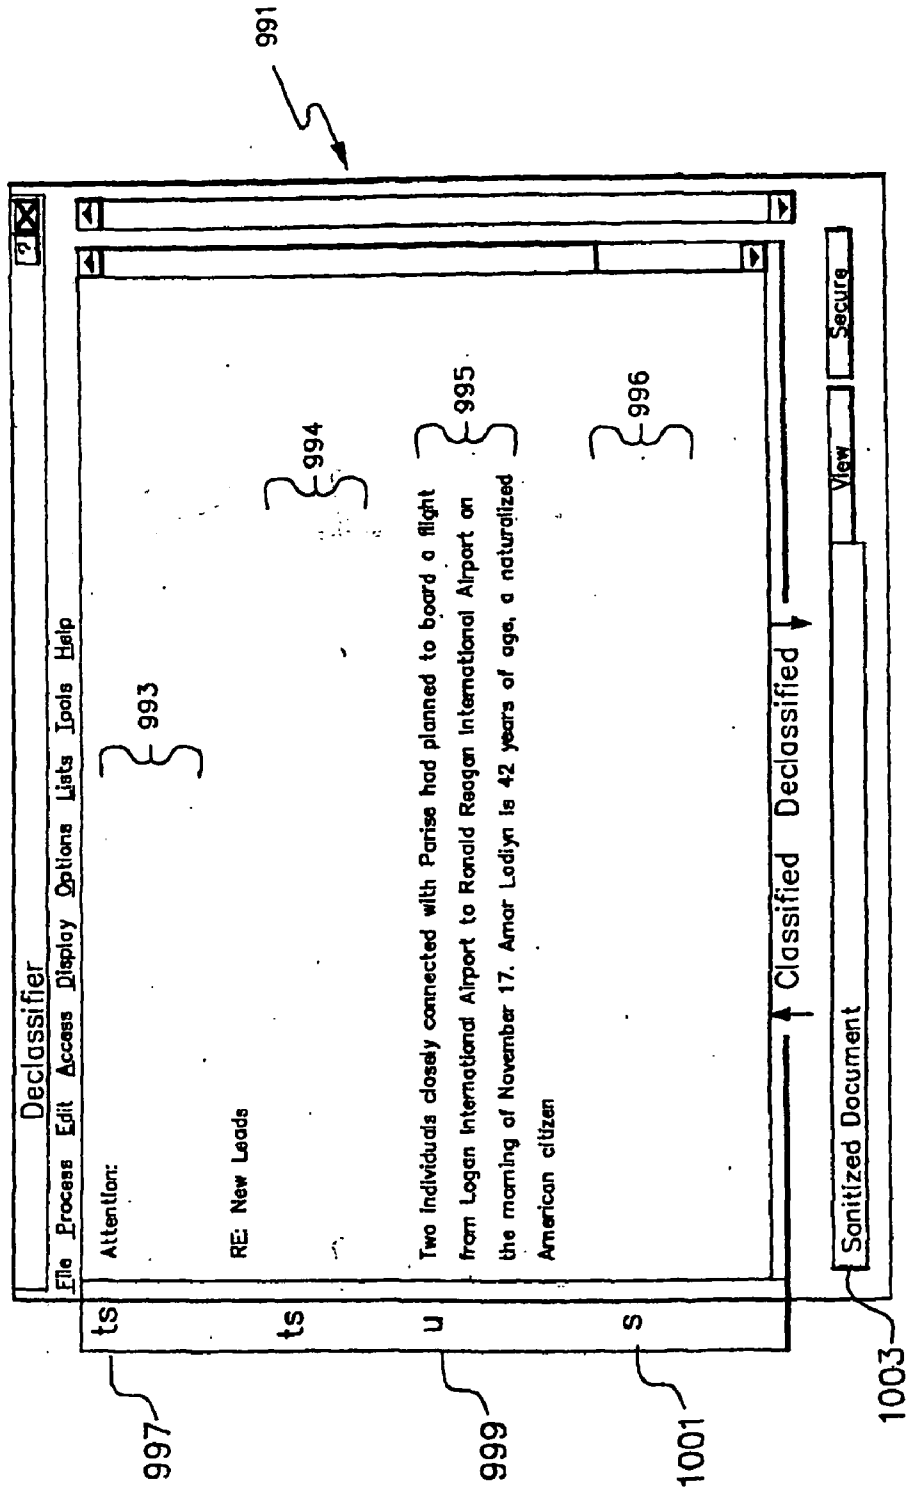 991
Declassifier
? X
File Process Edit Access Display Options Lists Tools Help
ts
Attention:
993
997
RE: New Leads
ts
994
u
Two individuals closely connected with Parise had planned to board a flight
from Logan International Airport to Ronald Reagan International Airport on
the morning of November 17. Amar Ladiyn is 42 years of age, a naturalized
American citizen
995
999
s
996
1001
Classified Declassified
Sanitized Document
View
Secure
1003